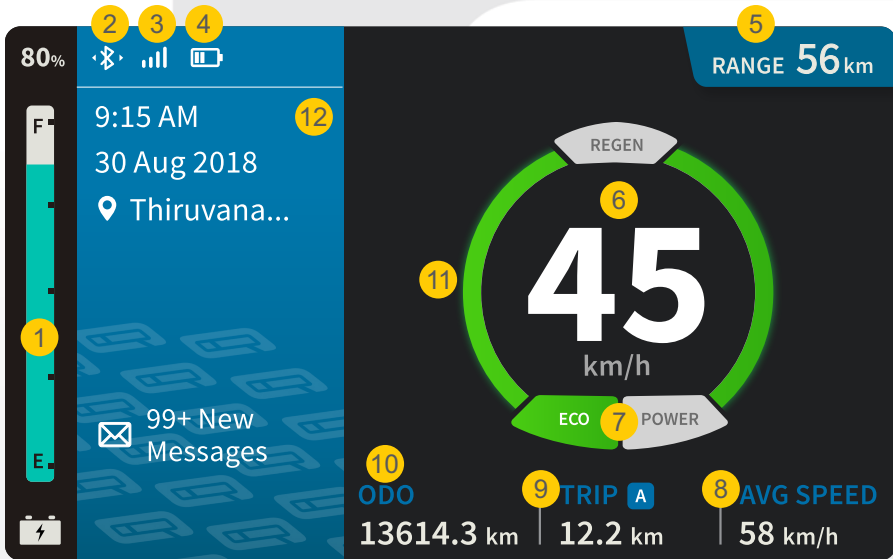 2
3
4
5
80%
RANGE 56 km
F
9:15 AM
12
30 Aug 2018
Thiruvana...
REGEN
6
45
km/h
11
1
99+ New
Messages
E
ECO
7
POWER
10
ODO
13614.3 km
9
TRIP A
12.2 km
8
AVG SPEED
58 km/h